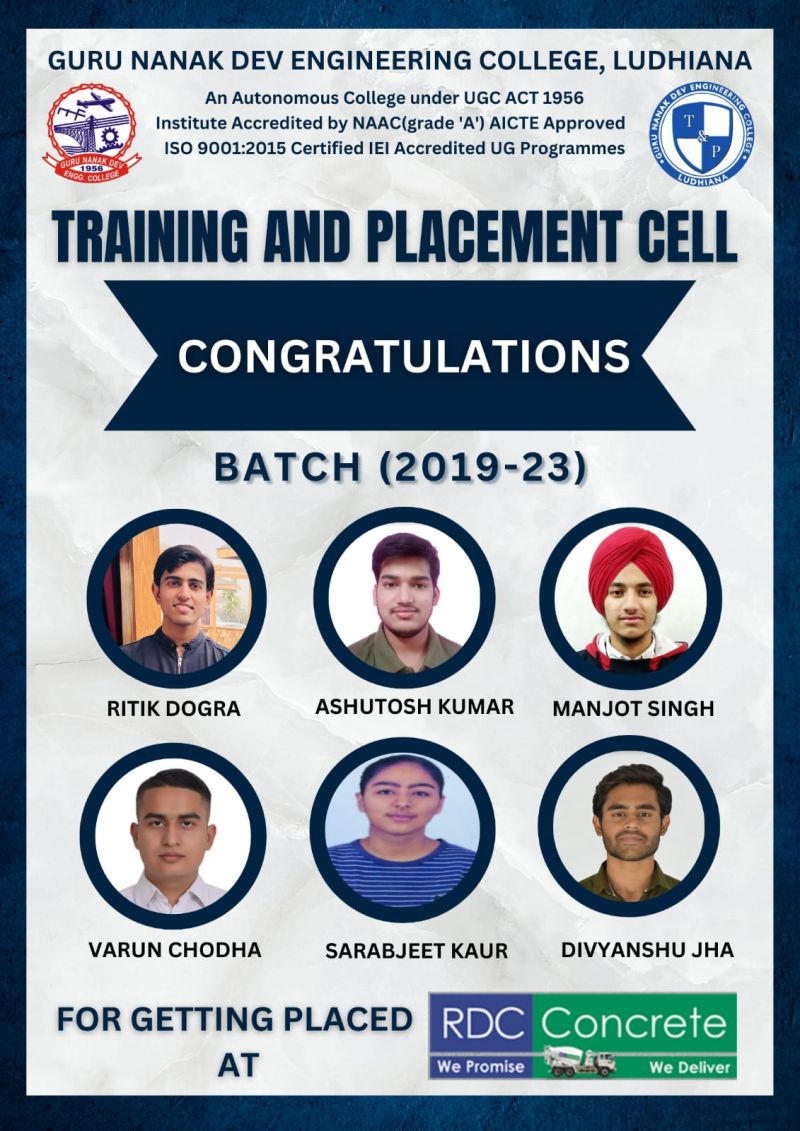 GURU NANAK DEV ENGINEERING COLLEGE, LUDHIANA
An Autonomous College under UGC ACT 1956
Institute Accredited by NAAC(grade 'A') AICTE Approved
ISO 9001:2015 Certified IEI Accredited UG Programmes
1956
GURU NANAK DEV
ENGG. COLLEGE
GURU NANAK DEV ENGINEERING COLLEGE
T & P
LUDHIANA
TRAINING AND PLACEMENT CELL
CONGRATULATIONS
BATCH (2019-23)
RITIK DOGRA
ASHUTOSH KUMAR
MANJOT SINGH
VARUN CHODHA
SARABJEET KAUR
DIVYANSHU JHA
FOR GETTING PLACED
AT
RDC Concrete
We Promise We Deliver